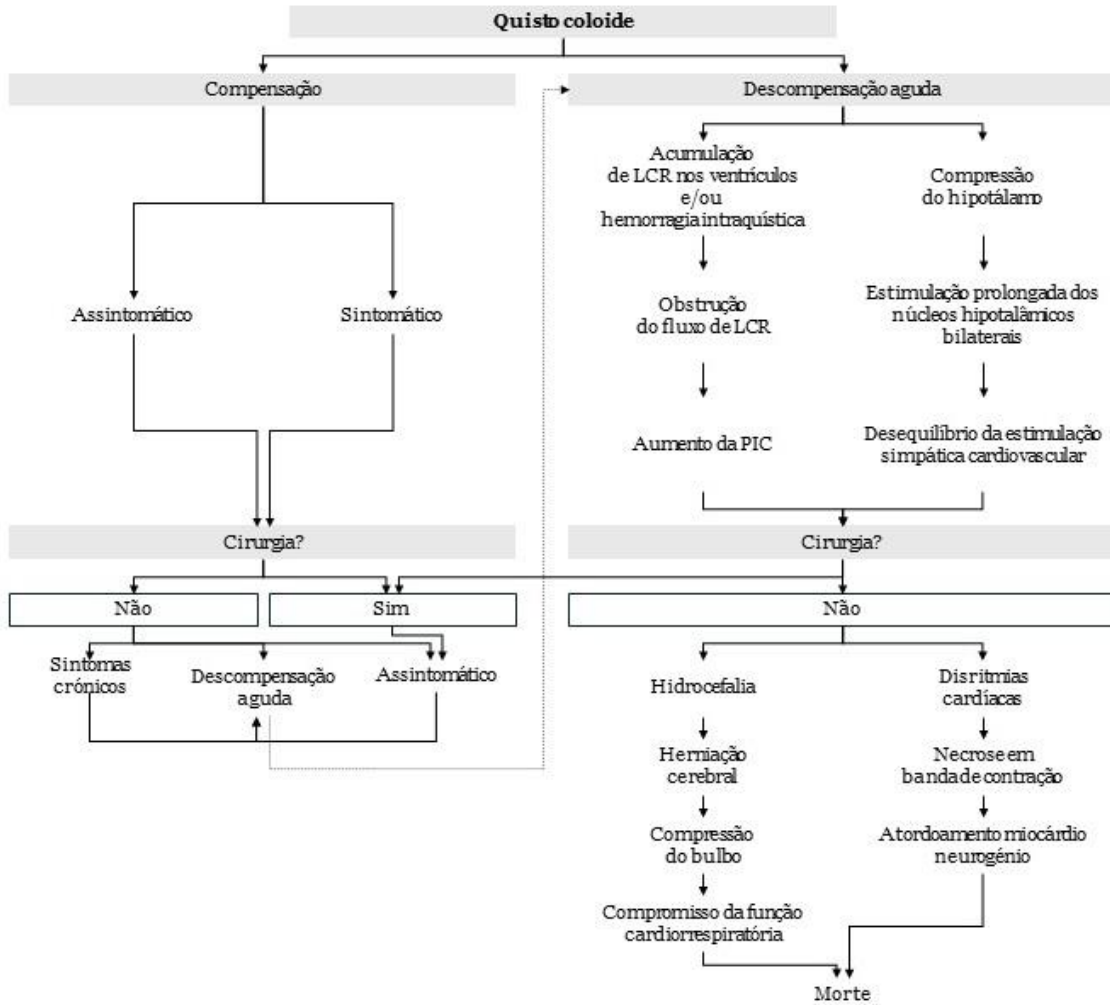 Quisto coloide
Compensação
Descompensação aguda
Acumulação
de LCR nos ventrículos
e/ou
hemorragia intraquística
Compressão
do hipotálamo
Assintomático
Sintomático
Obstrução
do fluxo de LCR
Estimulação prolongada dos
núcleos hipotalâmicos
bilaterais
Aumento da PIC
Desequilíbrio da estimulação
simpática cardiovascular
Cirurgia?
Cirurgia?
Não
Sim
Não
Sintomas
crónicos
Descompensação
aguda
Assintomático
Hidrocefalia
Disritmias
cardíacas
Herniação
cerebral
Necrose em
banda de contração
Compressão
do bulbo
Atordoamento miocárdio
neurogénio
Compromisso da função
cardiorrespiratória
Morte